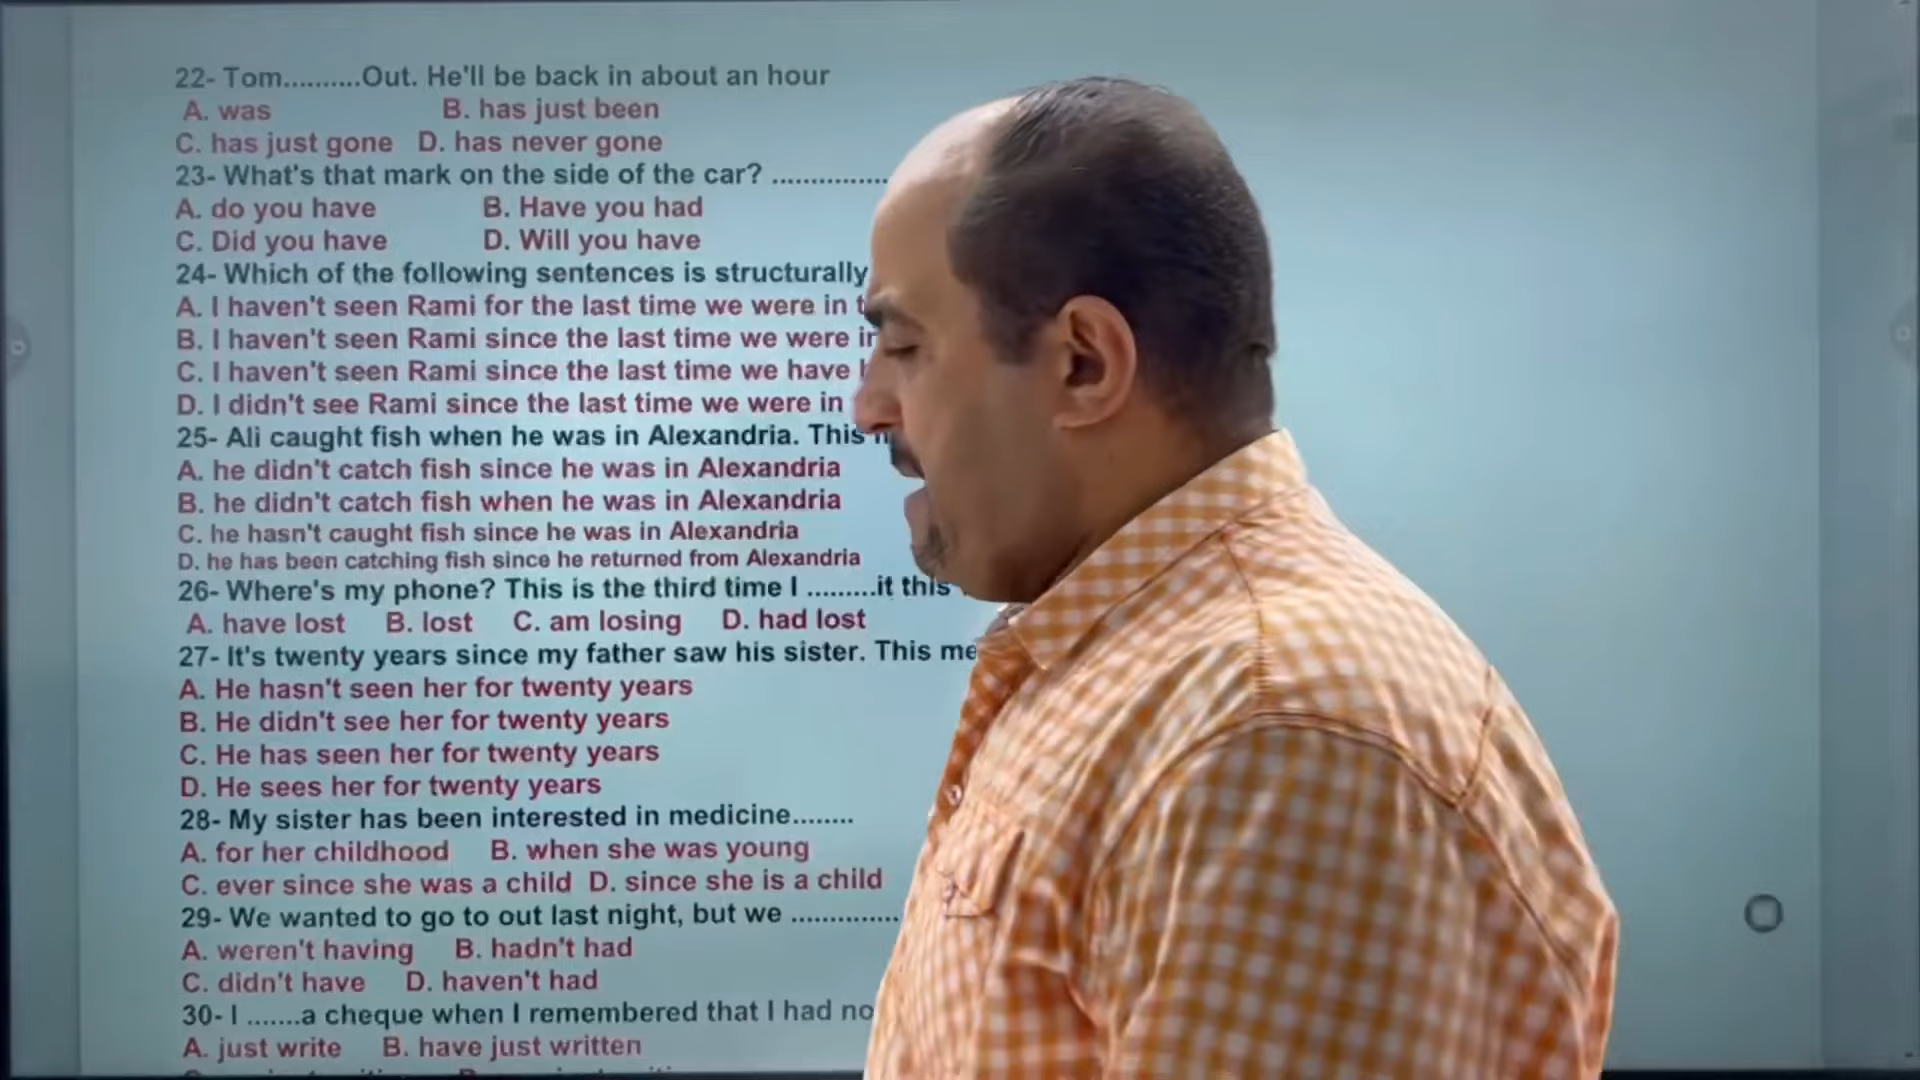 22- Tom..........Out. He'll be back in about an hour
A. was B. has just been
C. has just gone D. has never gone
23- What's that mark on the side of the car? ...............
A. do you have B. Have you had
C. Did you have D. Will you have
24- Which of the following sentences is structurally
A. I haven't seen Rami for the last time we were in
B. I haven't seen Rami since the last time we were
C. I haven't seen Rami since the last time we have
D. I didn't see Rami since the last time we were in
25- Ali caught fish when he was in Alexandria. This
A. he didn't catch fish since he was in Alexandria
B. he didn't catch fish when he was in Alexandria
C. he hasn't caught fish since he was in Alexandria
D. he has been catching fish since he returned from Alexandria
26- Where's my phone? This is the third time I .........it this
A. have lost B. lost C. am losing D. had lost
27- It's twenty years since my father saw his sister. This
A. He hasn't seen her for twenty years
B. He didn't see her for twenty years
C. He has seen her for twenty years
D. He sees her for twenty years
28- My sister has been interested in medicine........
A. for her childhood B. when she was young
C. ever since she was a child D. since she is a child
29- We wanted to go to out last night, but we ..............
A. weren't having B. hadn't had
C. didn't have D. haven't had
30- I .......a cheque when I remembered that I had no
A. just write B. have just written